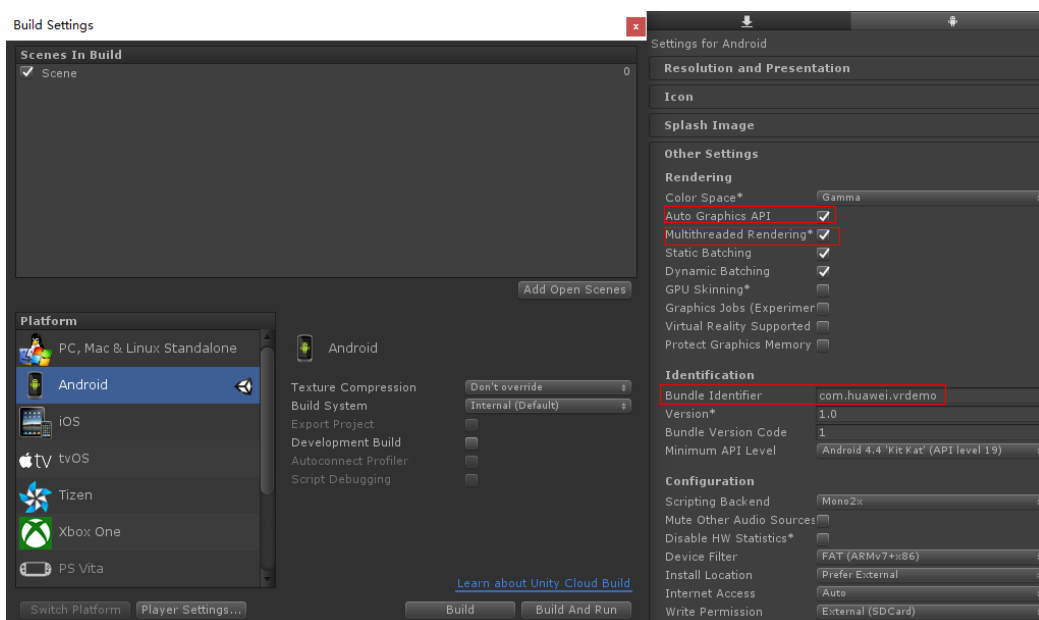 Build Settings
x
Scenes In Build
Scene 0
Add Open Scenes
Platform
PC, Mac & Linux Standalone
Android
iOS
tv tvOS
Tizen
Xbox One
PS Vita
Android
Texture Compression Don't override
Build System Internal (Default)
Export Project
Development Build
Autoconnect Profiler
Script Debugging
Learn about Unity Cloud Build
Switch Platform Player Settings... Build Build And Run
Settings for Android
Resolution and Presentation
Icon
Splash Image
Other Settings
Rendering
Color Space* Gamma
Auto Graphics API
Multithreaded Rendering*
Static Batching
Dynamic Batching
GPU Skinning*
Graphics Jobs (Experimer
Virtual Reality Supported
Protect Graphics Memory
Identification
Bundle Identifier com.huawei.vrdemo
Version* 1.0
Bundle Version Code 1
Minimum API Level Android 4.4 'Kit Kat' (API level 19)
Configuration
Scripting Backend Mono2x
Mute Other Audio Sources
Disable HW Statistics*
Device Filter FAT (ARMv7+x86)
Install Location Prefer External
Internet Access Auto
Write Permission External (SDCard)